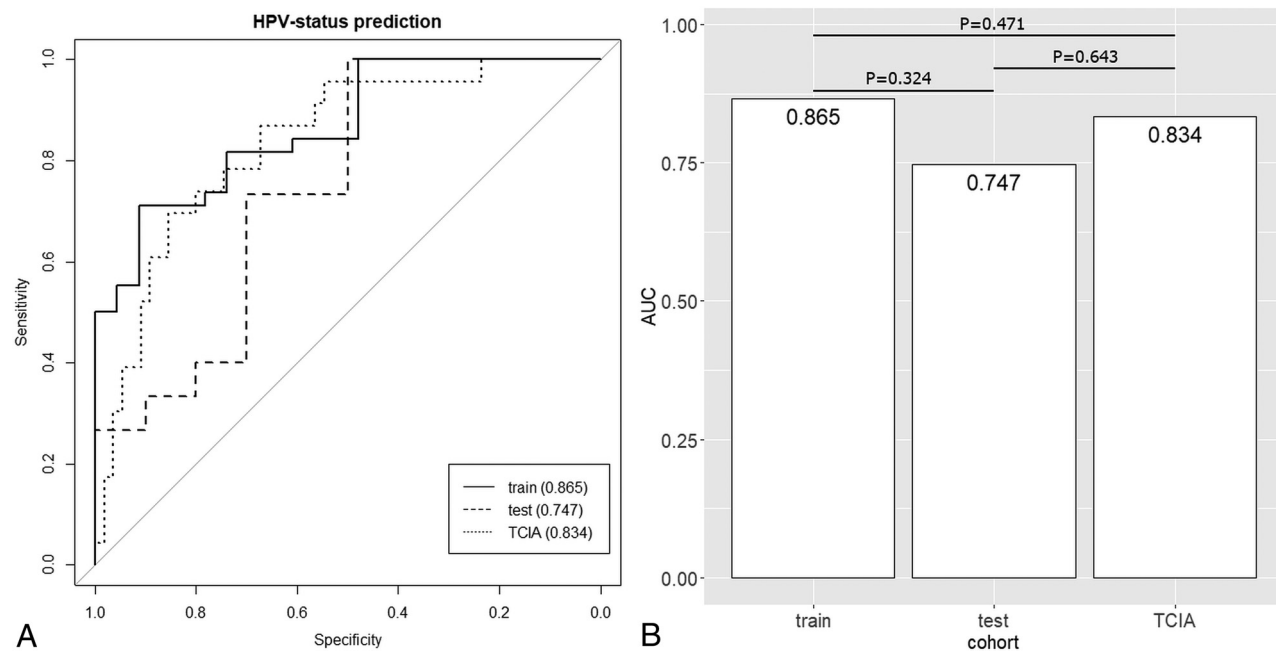 HPV-status prediction
1.0
0.8
0.6
0.4
0.2
0.0
Sensitivity
train (0.865)
test (0.747)
TCIA (0.834)
1.0 0.8 0.6 0.4 0.2 0.0
Specificity
A
1.00
0.75
0.50
0.25
0.00
AUC
P=0.471
P=0.643
P=0.324
0.865
0.747
0.834
train test TCIA
cohort
B